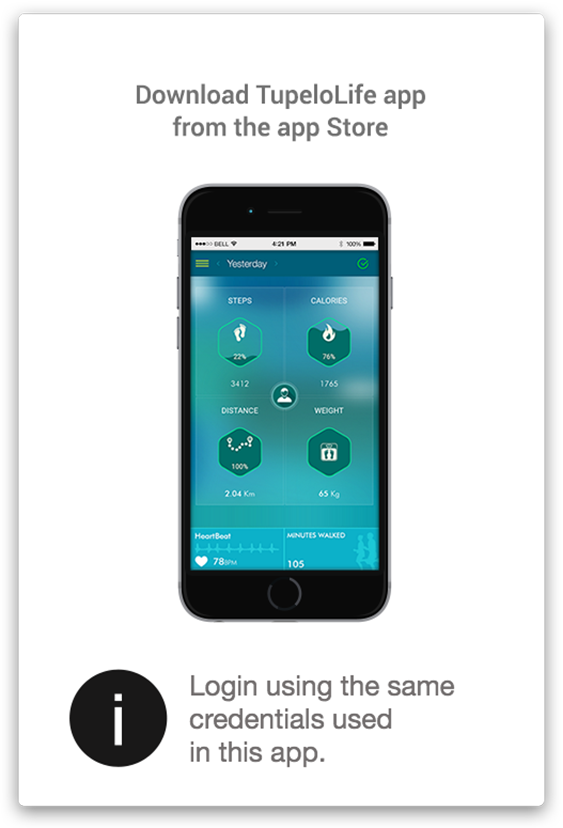 Download TupeloLife app
from the app Store
●●●○○ BELL 4:21 PM 100%
Yesterday
STEPS CALORIES
22% 76%
3412 1765
DISTANCE WEIGHT
100%
2.04 Km 65 Kg
HeartBeat MINUTES WALKED
78BPM 105
i
Login using the same
credentials used
in this app.